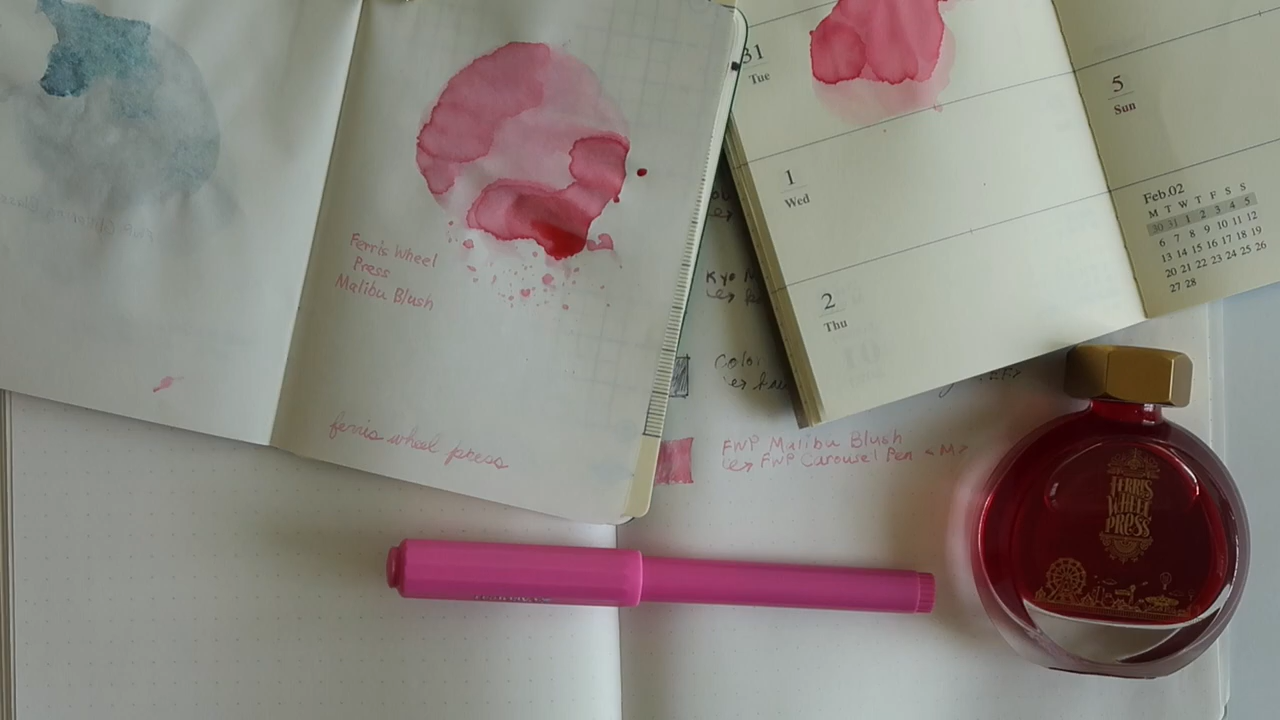 Ferris Wheel
Press
Malibu Blush
ferris wheel press
31
Tue
1
Wed
2
Thu
5
Sun
Feb.02
M T W T F S S
30 31 1 2 3 4 5
6 7 8 9 10 11 12
13 14 15 16 17 18 19
20 21 22 23 24 25 26
27 28
Kyo
Color
FWP Malibu Blush
↳ FWP Carousel Pen <M>
FERRIS
WHEEL
PRESS